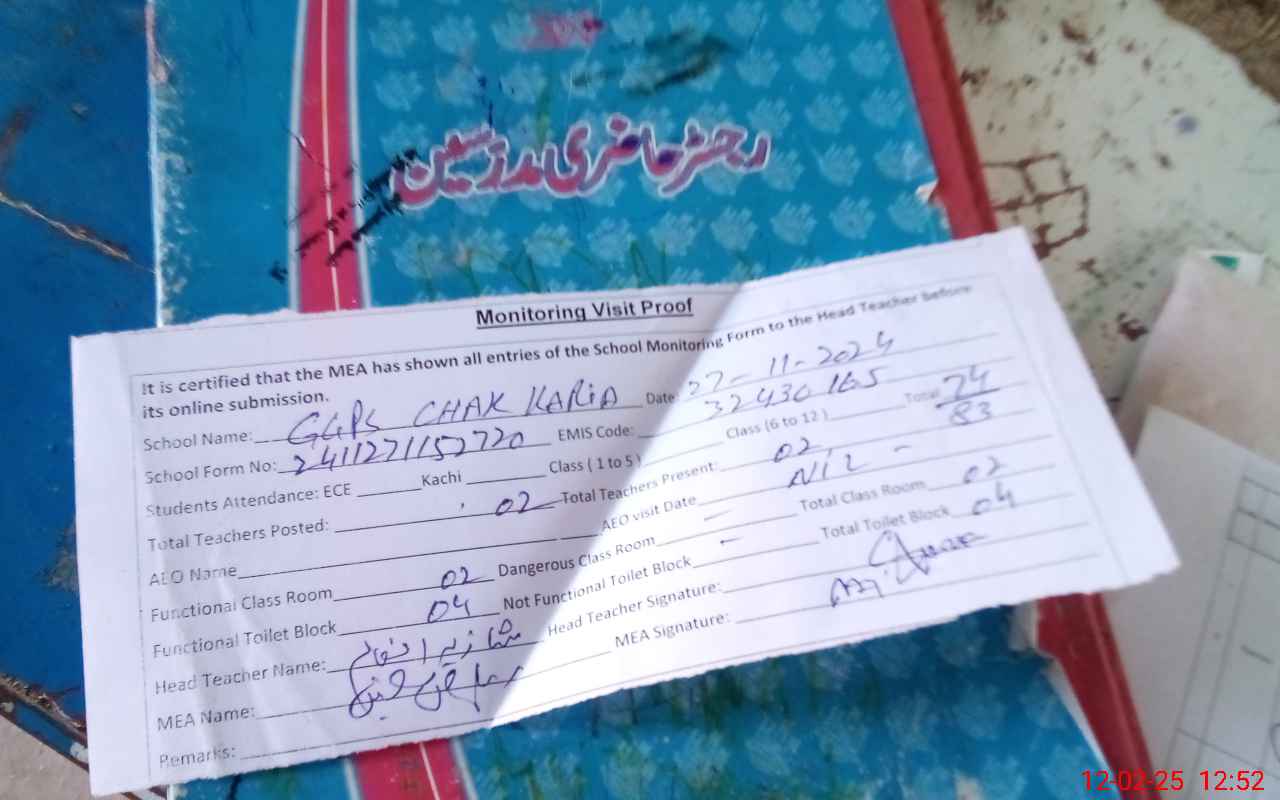 رجسٹر حاضری مدرسین
Monitoring Visit Proof
It is certified that the MEA has shown all entries of the School Monitoring Form to the Head Teacher before
its online submission.
School Name: GGPS CHAK KARIA Date: 27-11-2024
School Form No: 2411271152720 EMIS Code: 32430165
Students Attendance: ECE Kachi Class ( 1 to 5 ) Class (6 to 12 ) Total 74/83
Total Teachers Posted: 02 Total Teachers Present: 02
AEO Name AEO visit Date NIL -
Functional Class Room 02 Dangerous Class Room - Total Class Room 02
Functional Toilet Block 04 Not Functional Toilet Block - Total Toilet Block 04
Head Teacher Name: Head Teacher Signature:
MEA Name: MEA Signature:
Remarks:
12-02-25 12:52